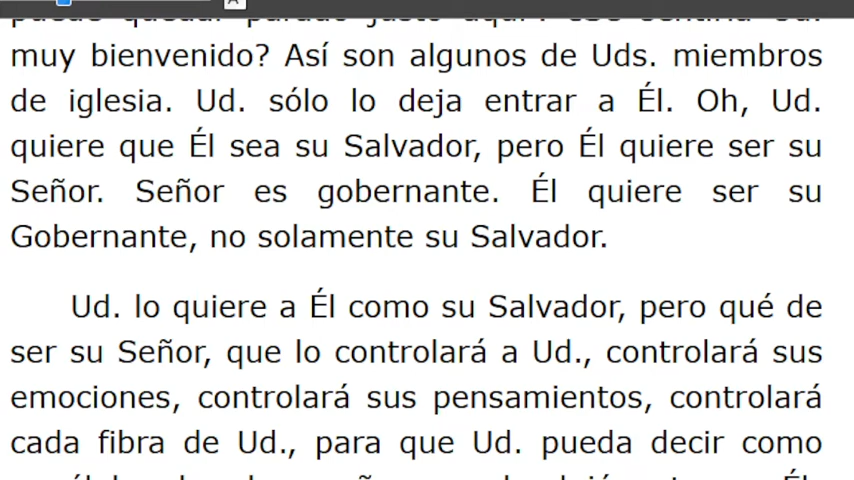 muy bienvenido? Así son algunos de Uds. miembros
de iglesia. Ud. sólo lo deja entrar a Él. Oh, Ud.
quiere que Él sea su Salvador, pero Él quiere ser su
Señor. Señor es gobernante. Él quiere ser su
Gobernante, no solamente su Salvador.
Ud. lo quiere a Él como su Salvador, pero qué de
ser su Señor, que lo controlará a Ud., controlará sus
emociones, controlará sus pensamientos, controlará
cada fibra de Ud., para que Ud. pueda decir como